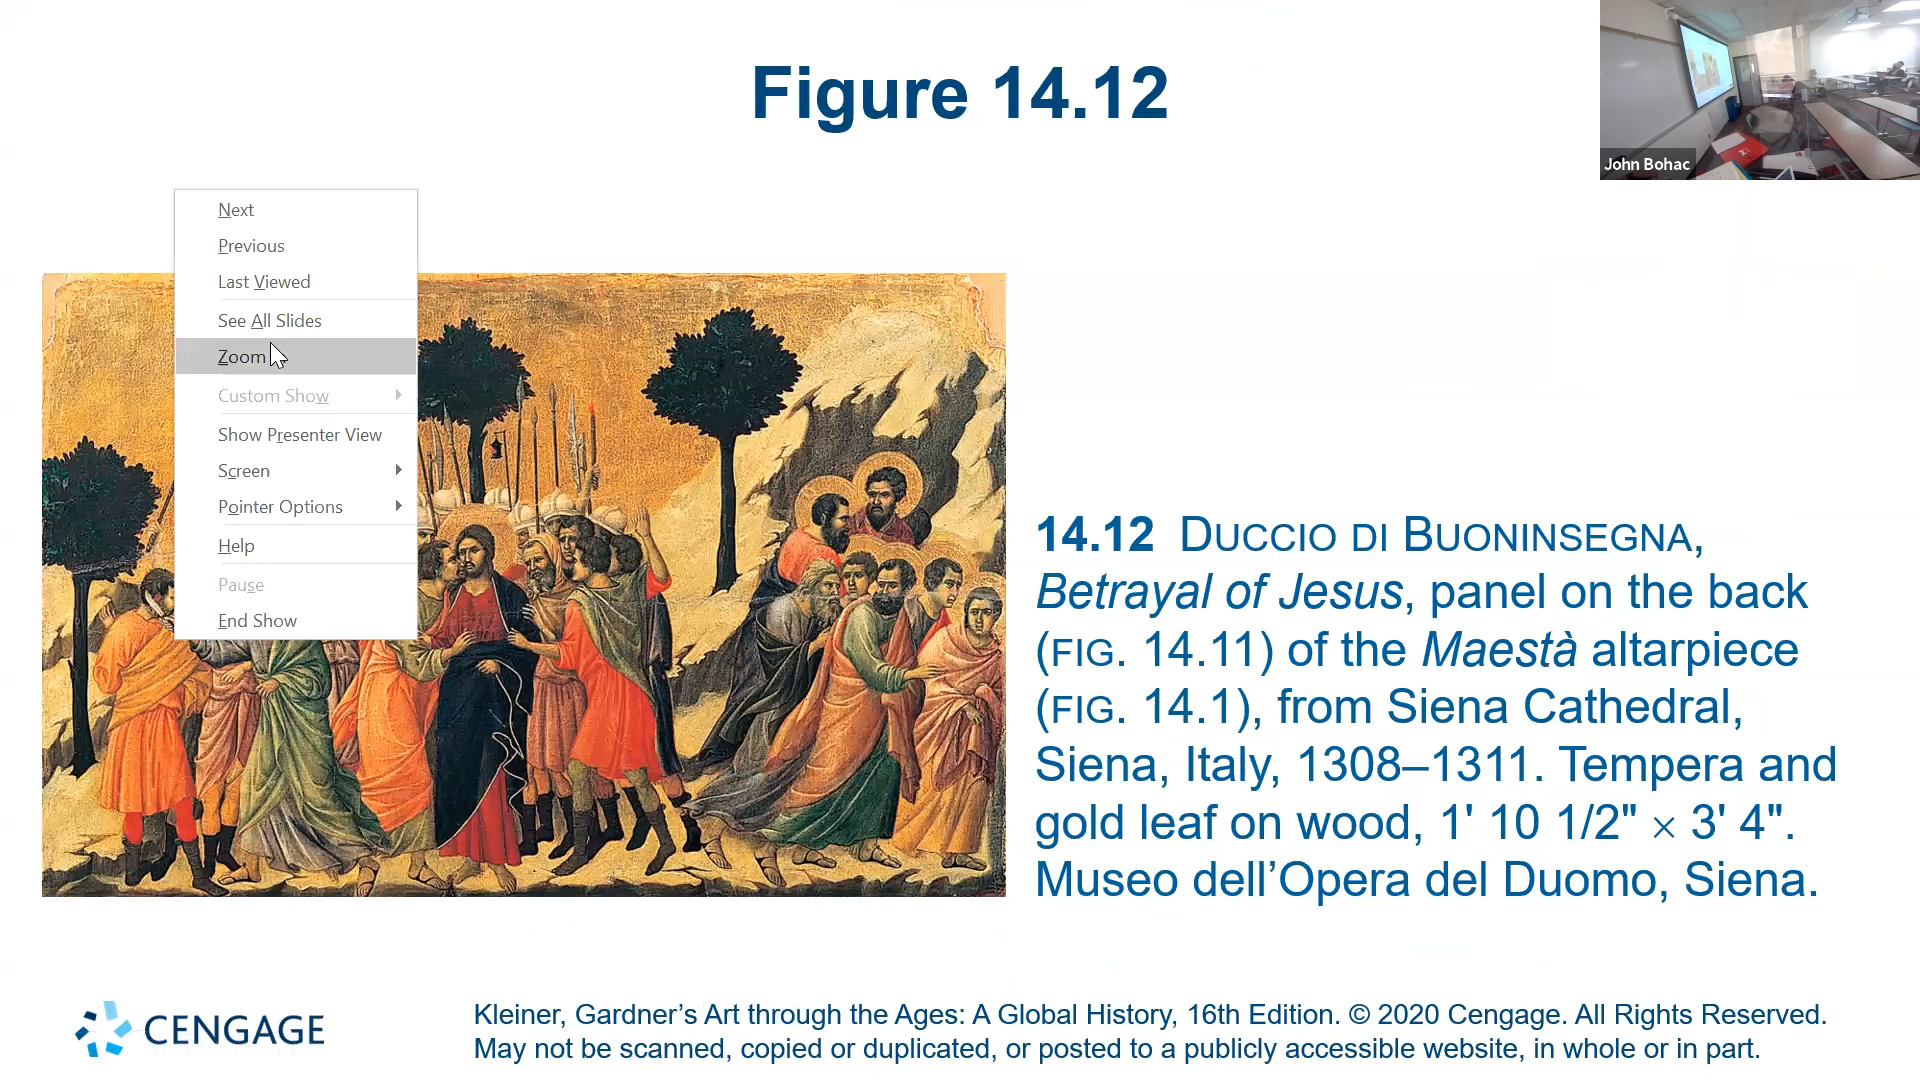 Figure 14.12
John Bohac
Next
Previous
Last Viewed
See All Slides
Zoom
Custom Show
Show Presenter View
Screen
Pointer Options
Help
Pause
End Show
14.12 DUCCIO DI BUONINSEGNA,
Betrayal of Jesus, panel on the back
(FIG. 14.11) of the Maestà altarpiece
(FIG. 14.1), from Siena Cathedral,
Siena, Italy, 1308–1311. Tempera and
gold leaf on wood, 1' 10 1/2" × 3' 4".
Museo dell’Opera del Duomo, Siena.
CENGAGE
Kleiner, Gardner’s Art through the Ages: A Global History, 16th Edition. © 2020 Cengage. All Rights Reserved.
May not be scanned, copied or duplicated, or posted to a publicly accessible website, in whole or in part.